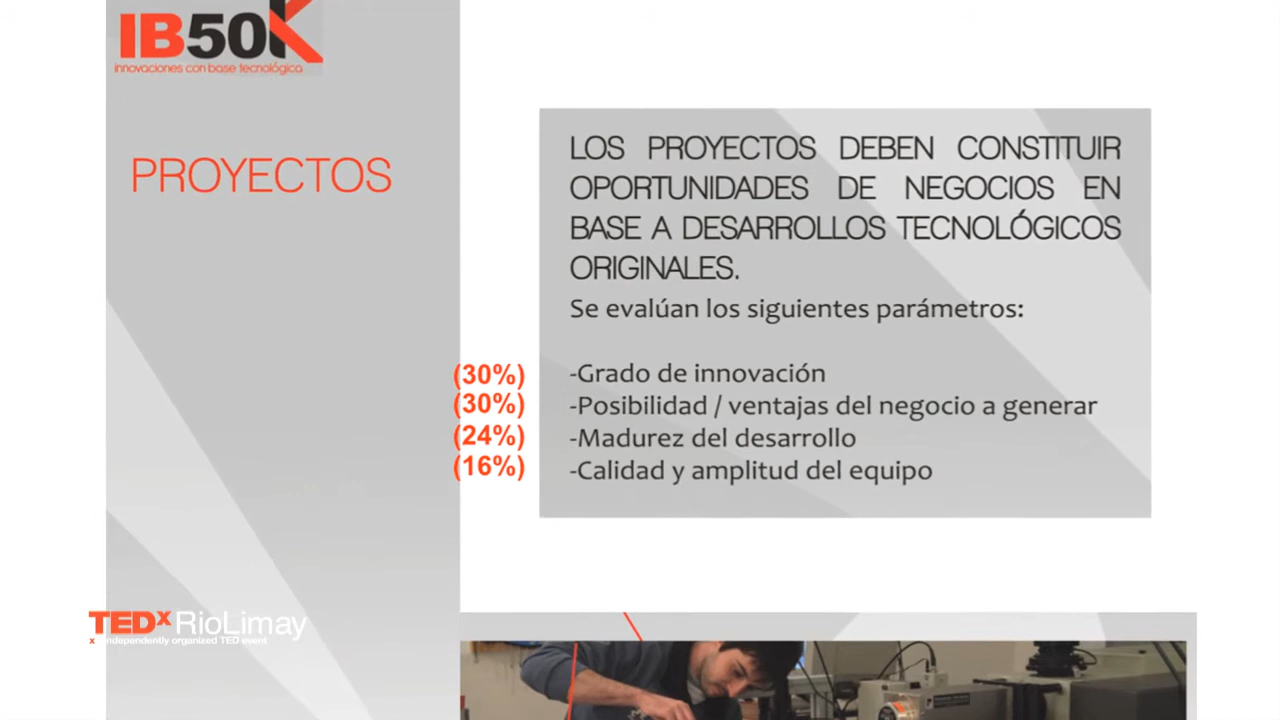 IB50K
innovaciones con base tecnológica
PROYECTOS
LOS PROYECTOS DEBEN CONSTITUIR
OPORTUNIDADES DE NEGOCIOS EN
BASE A DESARROLLOS TECNOLÓGICOS
ORIGINALES.
Se evalúan los siguientes parámetros:
(30%) -Grado de innovación
(30%) -Posibilidad / ventajas del negocio a generar
(24%) -Madurez del desarrollo
(16%) -Calidad y amplitud del equipo
TEDx RioLimay
x = independently organized TED event